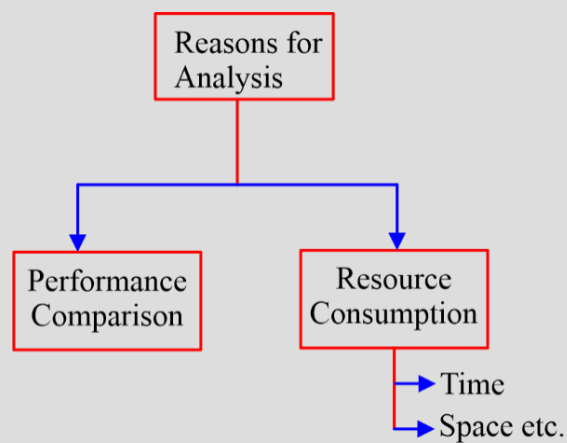 Reasons for
Analysis
Performance
Comparison
Resource
Consumption
Time
Space etc.